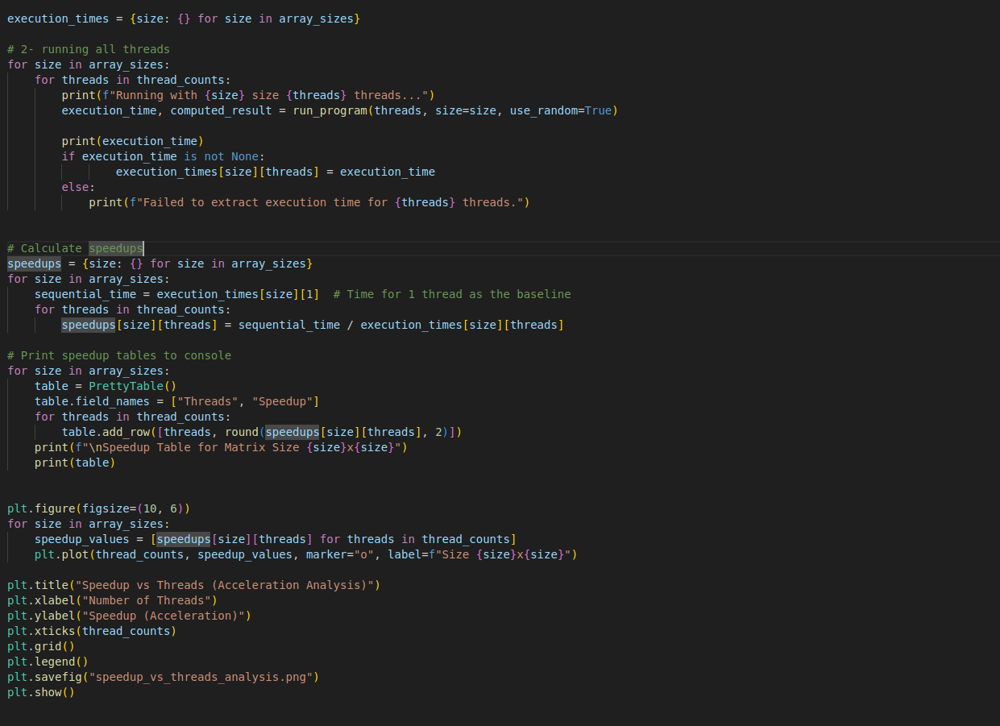 execution_times = {size: {} for size in array_sizes}
# 2- running all threads
for size in array_sizes:
    for threads in thread_counts:
        print(f"Running with {size} size {threads} threads...")
        execution_time, computed_result = run_program(threads, size=size, use_random=True)
        print(execution_time)
        if execution_time is not None:
                execution_times[size][threads] = execution_time
        else:
            print(f"Failed to extract execution time for {threads} threads.")
# Calculate speedups
speedups = {size: {} for size in array_sizes}
for size in array_sizes:
    sequential_time = execution_times[size][1]  # Time for 1 thread as the baseline
    for threads in thread_counts:
        speedups[size][threads] = sequential_time / execution_times[size][threads]
# Print speedup tables to console
for size in array_sizes:
    table = PrettyTable()
    table.field_names = ["Threads", "Speedup"]
    for threads in thread_counts:
        table.add_row([threads, round(speedups[size][threads], 2)])
    print(f"\nSpeedup Table for Matrix Size {size}x{size}")
    print(table)
plt.figure(figsize=(10, 6))
for size in array_sizes:
    speedup_values = [speedups[size][threads] for threads in thread_counts]
    plt.plot(thread_counts, speedup_values, marker="o", label=f"Size {size}x{size}")
plt.title("Speedup vs Threads (Acceleration Analysis)")
plt.xlabel("Number of Threads")
plt.ylabel("Speedup (Acceleration)")
plt.xticks(thread_counts)
plt.grid()
plt.legend()
plt.savefig("speedup_vs_threads_analysis.png")
plt.show()